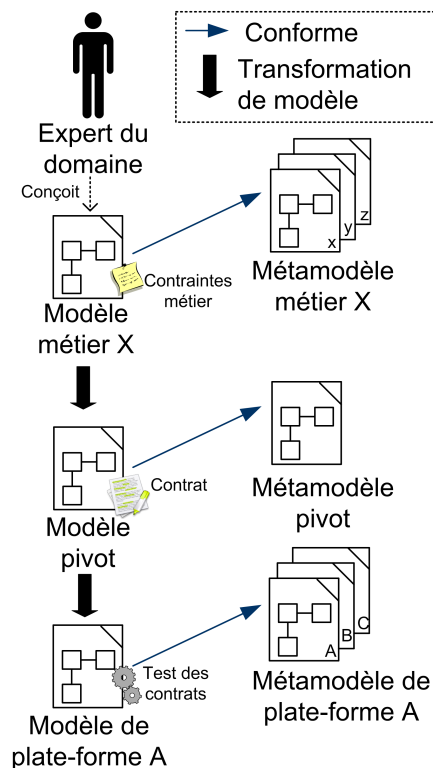 Conforme
Transformation
de modèle
Expert du
domaine
Conçoit
x
y
z
Contraintes
métier
Modèle
métier X
Métamodèle
métier X
Contrat
Modèle
pivot
Métamodèle
pivot
A
B
C
Test des
contrats
Modèle de
plate-forme A
Métamodèle de
plate-forme A